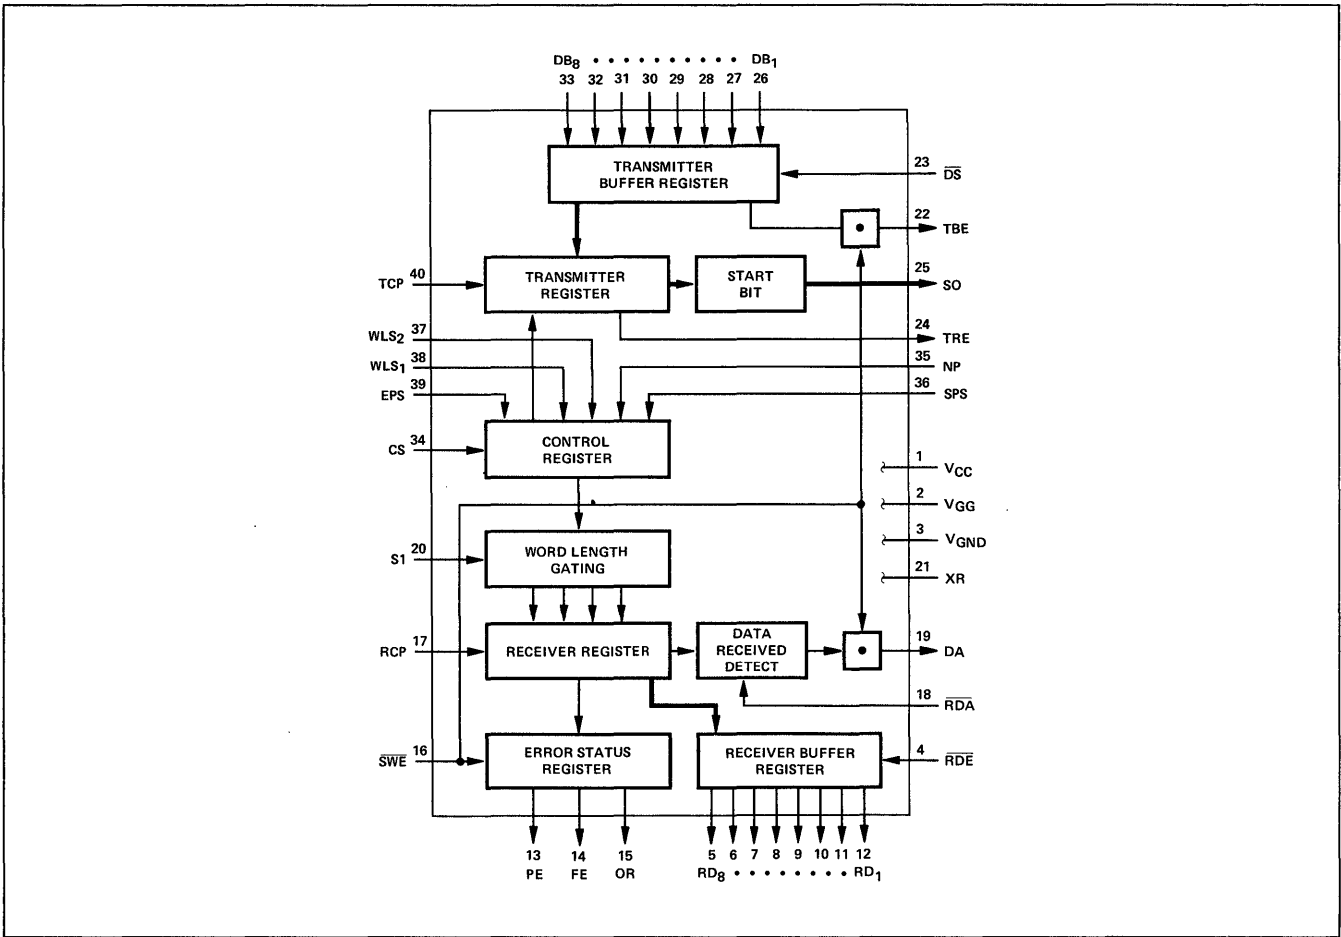 DB8 • • • • • • • • • • DB1
33 32 31 30 29 28 27 26
TRANSMITTER
BUFFER REGISTER
23
D̅S̅
22
TBE
TCP 40
TRANSMITTER
REGISTER
START
BIT
25
SO
WLS2 37
24
TRE
WLS1 38
35
NP
EPS 39
36
SPS
CS 34
CONTROL
REGISTER
1
VCC
2
VGG
3
VGND
S1 20
WORD LENGTH
GATING
21
XR
RCP 17
RECEIVER REGISTER
DATA
RECEIVED
DETECT
19
DA
18
R̅D̅A̅
S̅W̅E̅ 16
ERROR STATUS
REGISTER
RECEIVER BUFFER
REGISTER
4
R̅D̅E̅
13 14 15 5 6 7 8 9 10 11 12
PE FE OR RD8 • • • • • • • • RD1